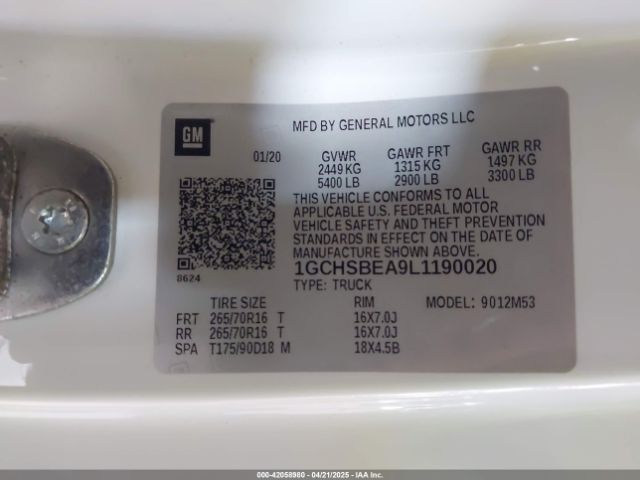 GM
MFD BY GENERAL MOTORS LLC
01/20 GVWR GAWR FRT GAWR RR
2449 KG 1315 KG 1497 KG
5400 LB 2900 LB 3300 LB
THIS VEHICLE CONFORMS TO ALL
APPLICABLE U.S. FEDERAL MOTOR
VEHICLE SAFETY AND THEFT PREVENTION
STANDARDS IN EFFECT ON THE DATE OF
MANUFACTURE SHOWN ABOVE.
8624 1GCHSBEA9L1190020
TYPE: TRUCK
TIRE SIZE RIM MODEL: 9012M53
FRT 265/70R16 T 16X7.0J
RR 265/70R16 T 16X7.0J
SPA T175/90D18 M 18X4.5B
000-42058980 - 04/21/2025 - IAA Inc.